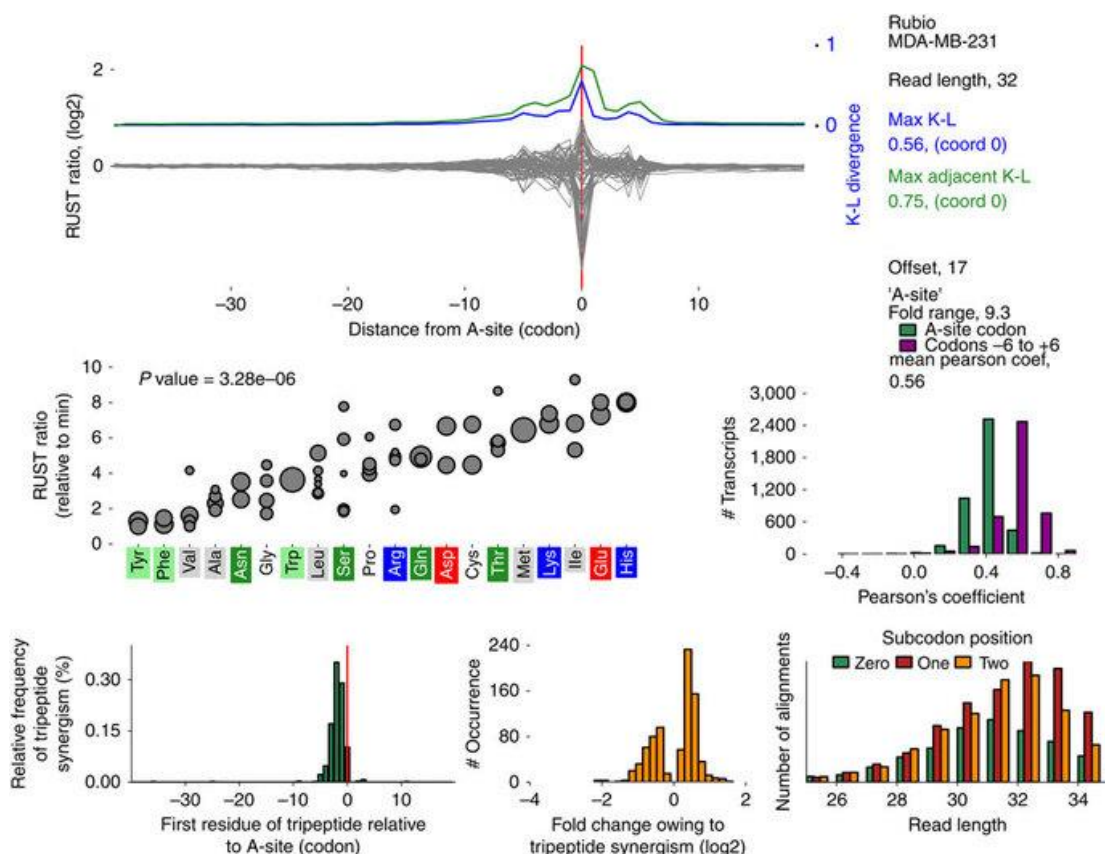 Rubio
MDA-MB-231
Read length, 32
Max K-L
0.56, (coord 0)
Max adjacent K-L
0.75, (coord 0)
Offset, 17
'A-site'
Fold range, 9.3
A-site codon
Codons –6 to +6
mean pearson coef,
0.56
RUST ratio, (log2)
2
0
1
0
K-L divergence
−30
−20
−10
0
10
Distance from A-site (codon)
P value = 3.28e–06
RUST ratio
(relative to min)
10
8
6
4
2
0
Tyr
Phe
Val
Ala
Asn
Gly
Trp
Leu
Ser
Pro
Arg
Gln
Asp
Cys
Thr
Met
Lys
Ile
Glu
His
# Transcripts
3,000
2,400
1,800
1,200
600
0
−0.4
0.0
0.4
0.8
Pearson's coefficient
Relative frequency
of tripeptide
synergism (%)
0.30
0.15
0.00
−30
−20
−10
0
10
First residue of tripeptide relative
to A-site (codon)
# Occurrence
240
160
80
0
−4
−2
0
2
Fold change owing to
tripeptide synergism (log2)
Subcodon position
Zero One Two
Number of alignments
26
28
30
32
34
Read length